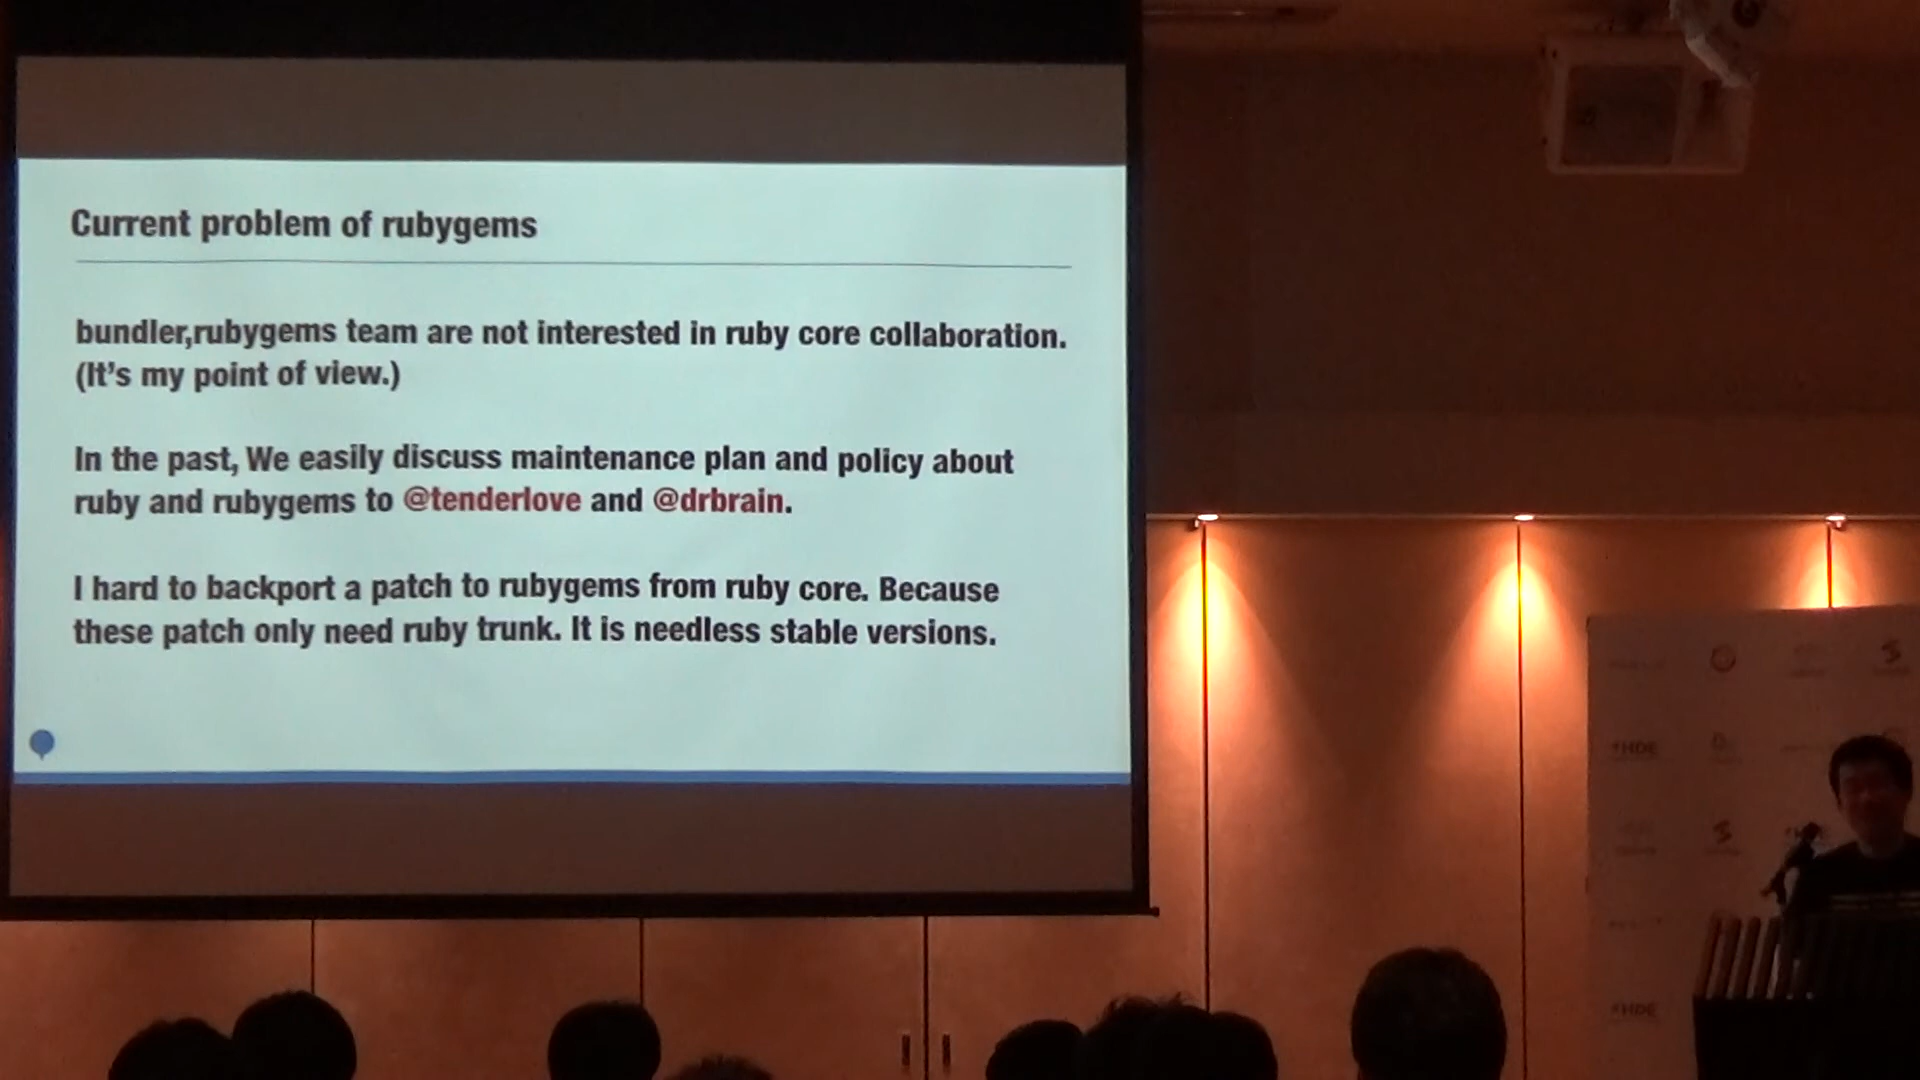 Current problem of rubygems
bundler,rubygems team are not interested in ruby core collaboration.
(It's my point of view.)
In the past, We easily discuss maintenance plan and policy about
ruby and rubygems to @tenderlove and @drbrain.
I hard to backport a patch to rubygems from ruby core. Because
these patch only need ruby trunk. It is needless stable versions.
HDE
HDE